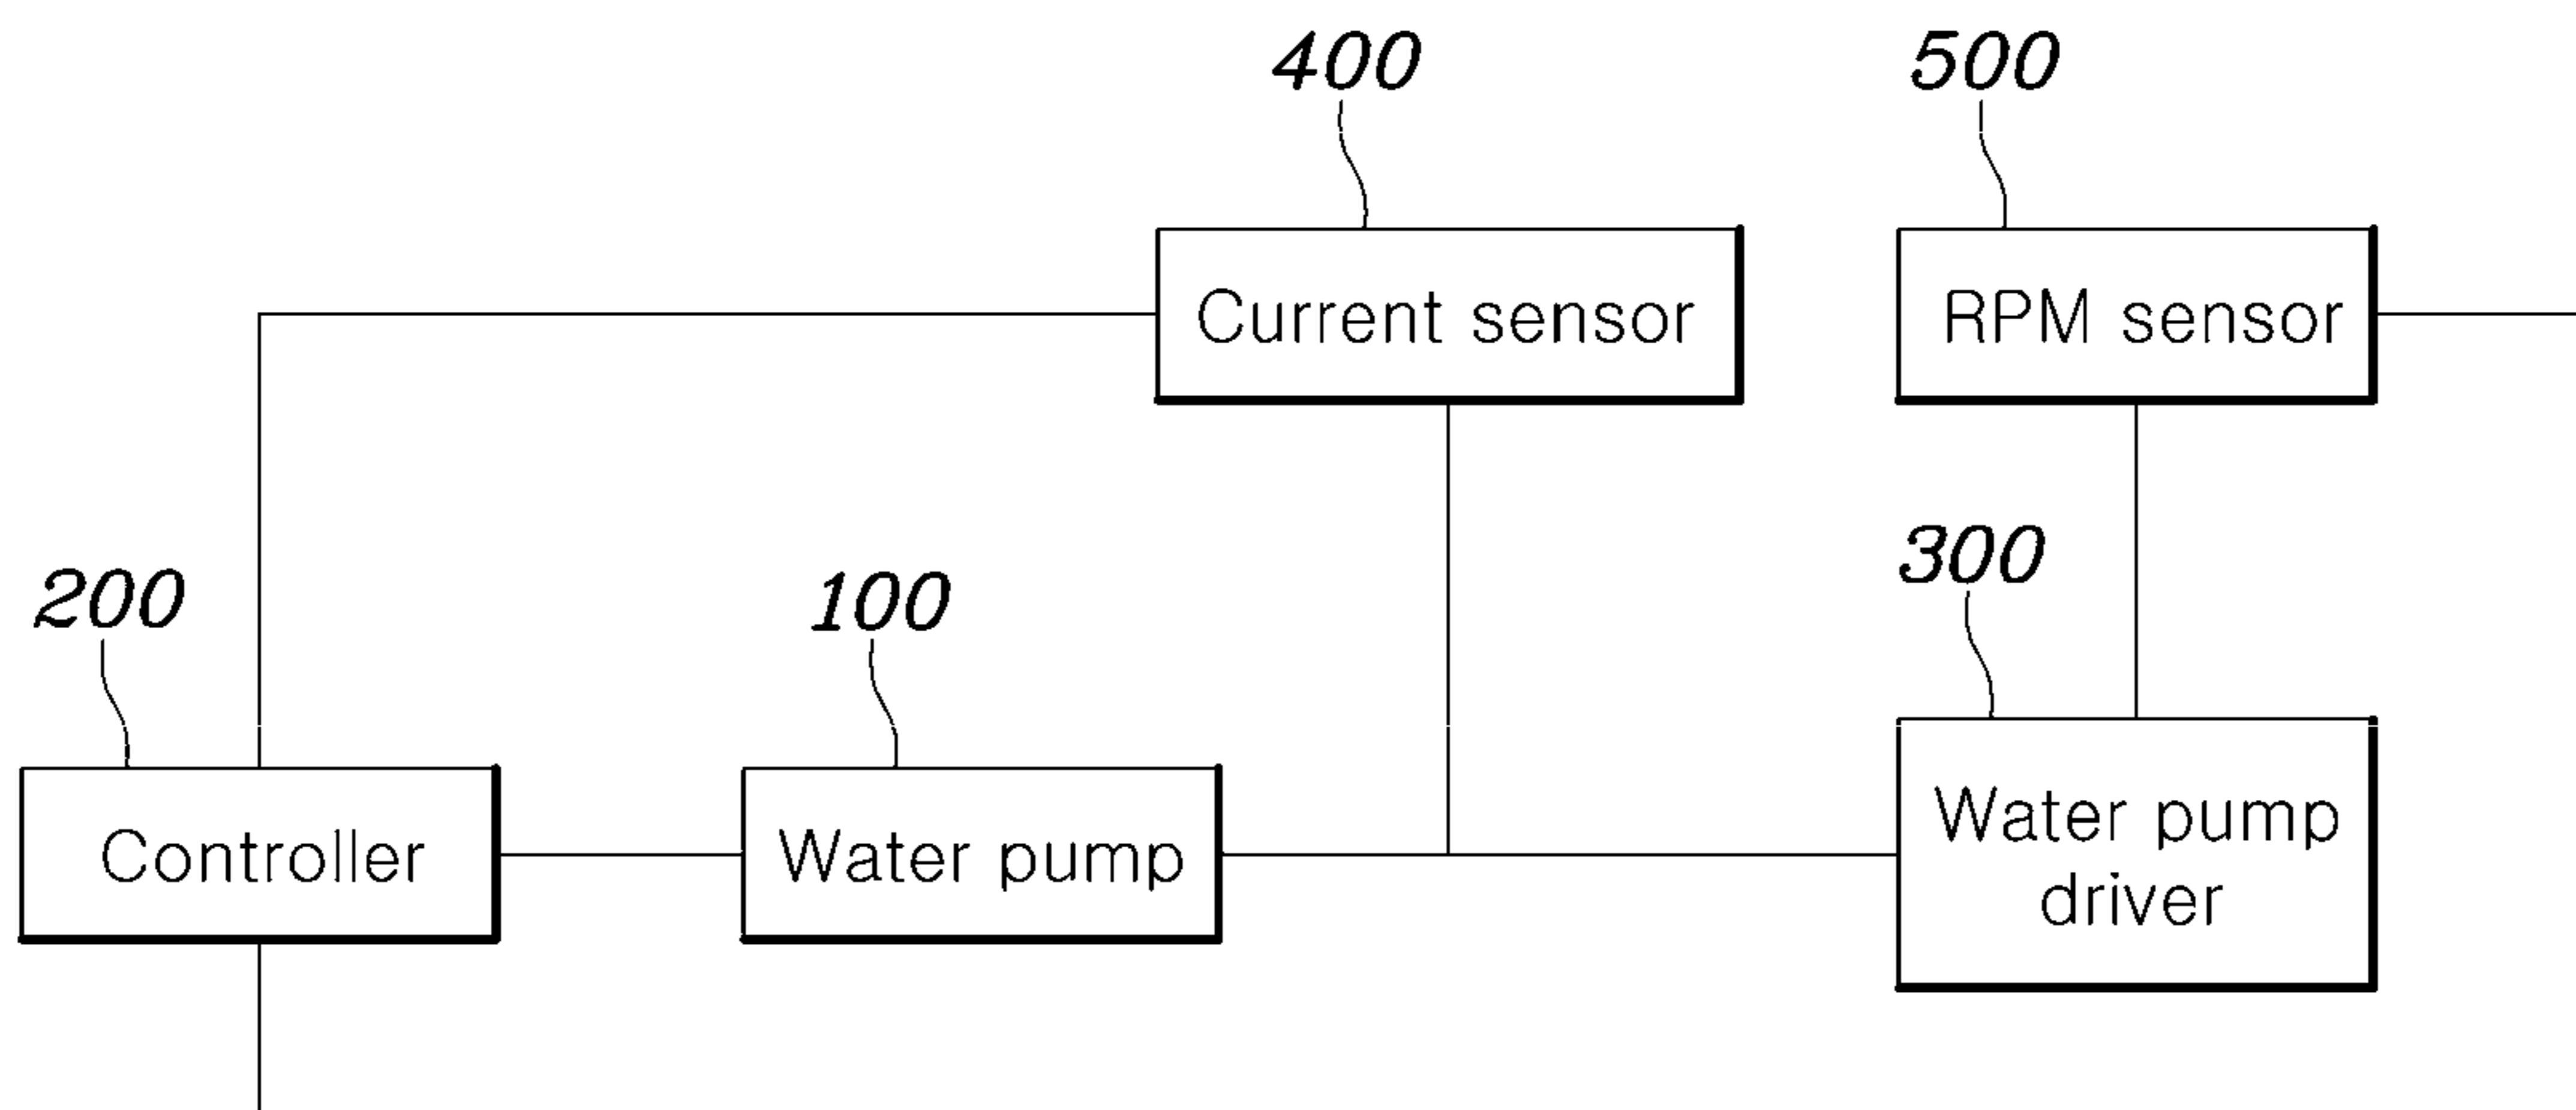 400
500
Current sensor
RPM sensor
300
200
100
Controller
Water pump
Water pump
driver